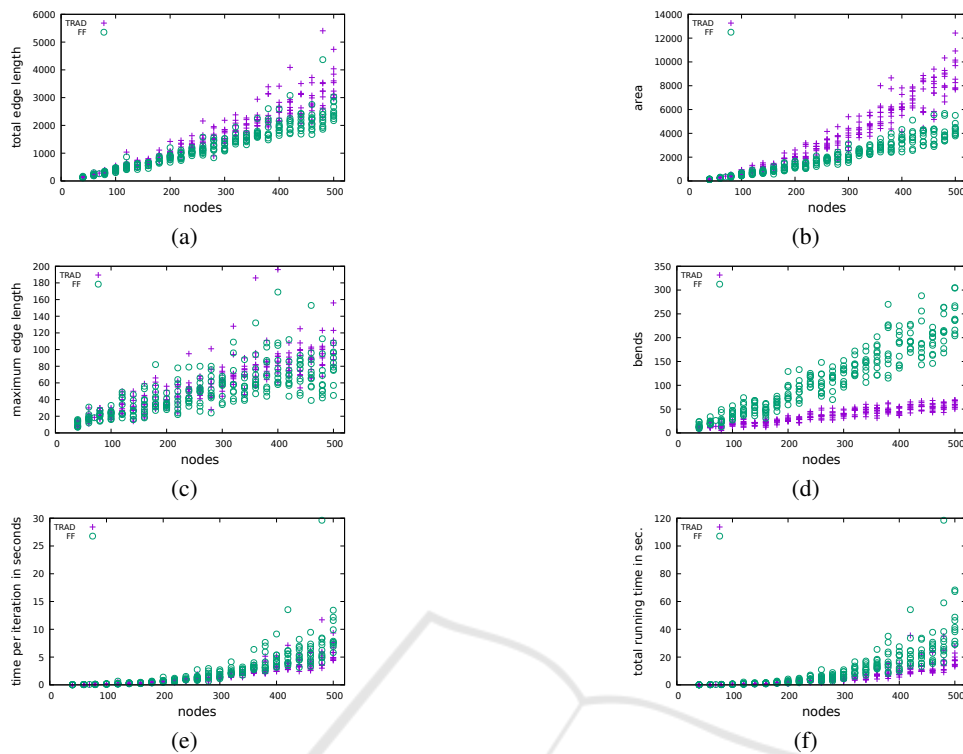 6000
5000
4000
3000
2000
1000
0
total edge length
TRAD
FF
0 100 200 300 400 500
nodes
(a)
14000
12000
10000
8000
6000
4000
2000
0
area
TRAD
FF
0 100 200 300 400 500
nodes
(b)
200
180
160
140
120
100
80
60
40
20
0
maximum edge length
TRAD
FF
0 100 200 300 400 500
nodes
(c)
350
300
250
200
150
100
50
0
bends
TRAD
FF
0 100 200 300 400 500
nodes
(d)
30
25
20
15
10
5
0
time per iteration in seconds
TRAD
FF
0 100 200 300 400 500
nodes
(e)
120
100
80
60
40
20
0
total running time in sec.
TRAD
FF
0 100 200 300 400 500
nodes
(f)